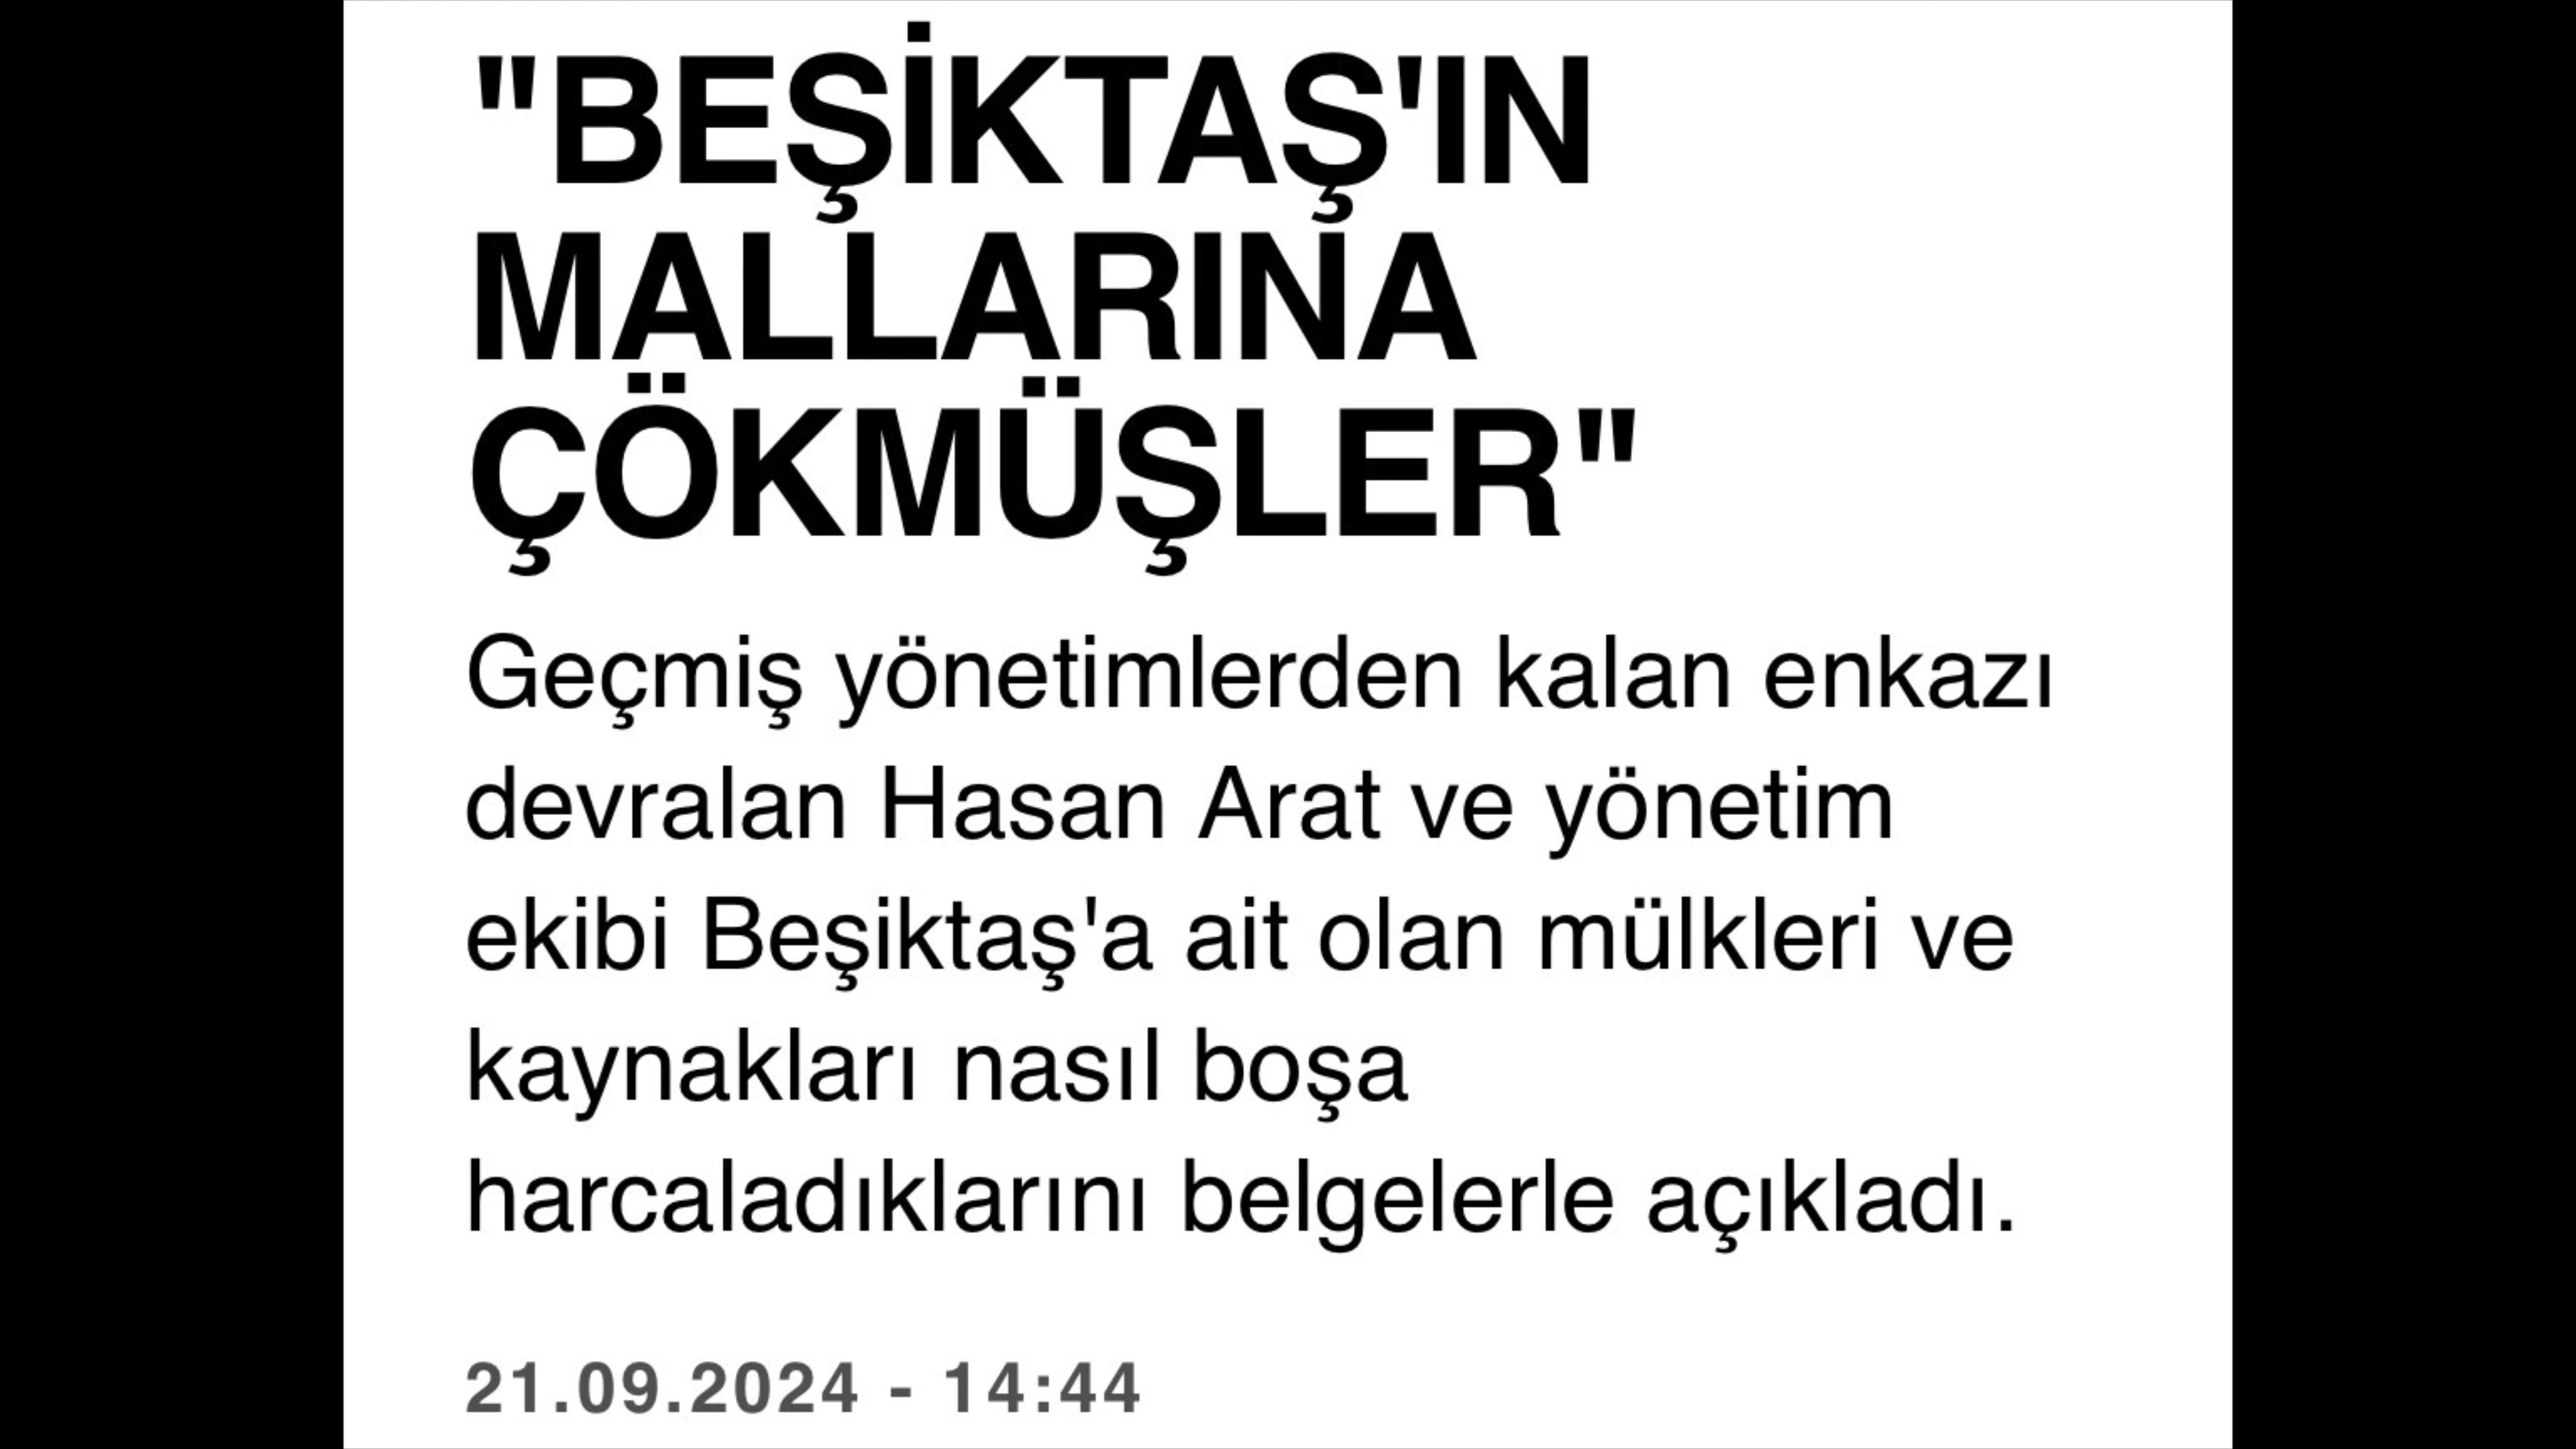 "BEŞİKTAŞ'IN
MALLARINA
ÇÖKMÜŞLER"
Geçmiş yönetimlerden kalan enkazı
devralan Hasan Arat ve yönetim
ekibi Beşiktaş'a ait olan mülkleri ve
kaynakları nasıl boşa
harcaladıklarını belgelerle açıkladı.
21.09.2024 - 14:44